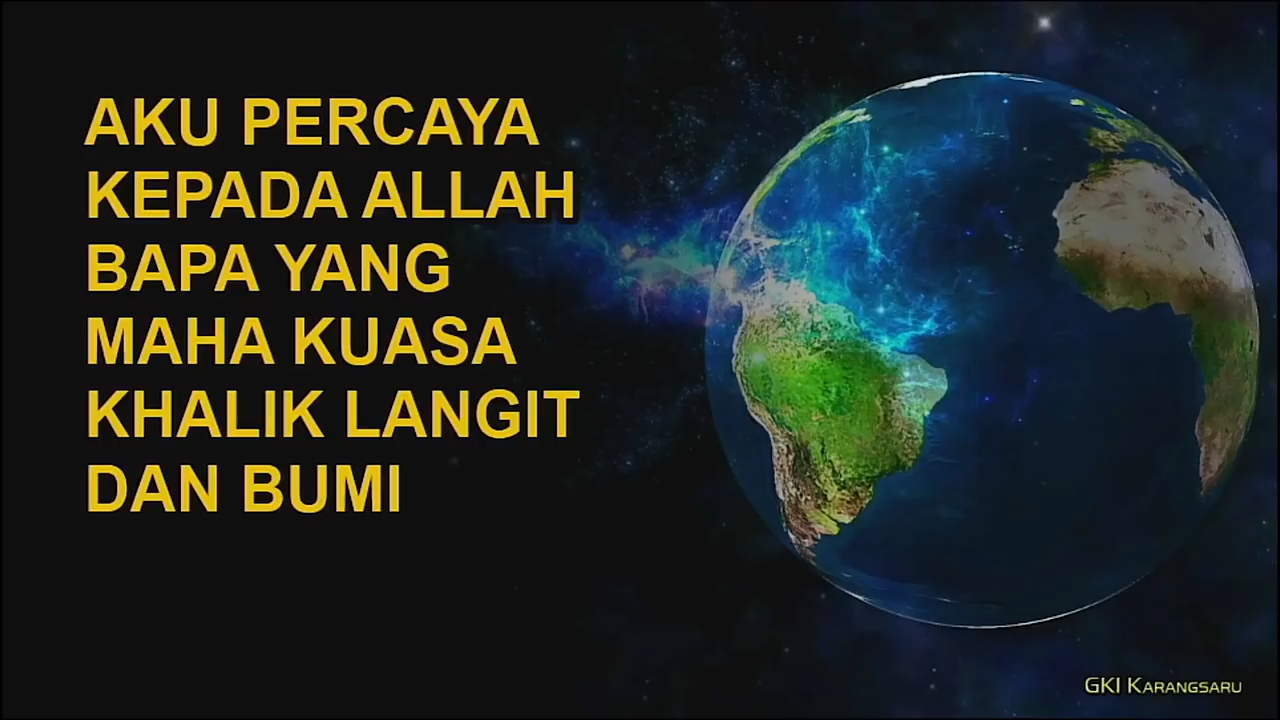 AKU PERCAYA
KEPADA ALLAH
BAPA YANG
MAHA KUASA
KHALIK LANGIT
DAN BUMI
GKI KARANGSARU